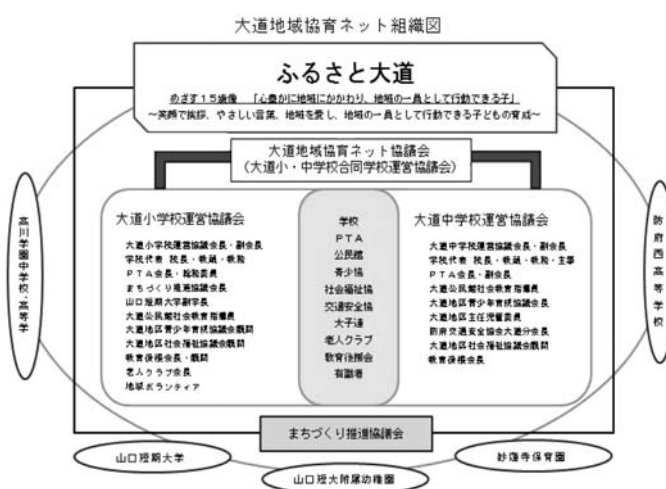 大道地域協育ネット組織図
ふるさと大道
めざす15歳像 「心豊かに地域にかかわり、地域の一員として行動できる子」
～笑顔で挨拶、やさしい言葉、地域を愛し、地域の一員として行動できる子どもの育成～
大道地域協育ネット協議会
(大道小・中学校合同学校運営協議会)
大道小学校運営協議会
大道小学校運営協議会長・副会長
学校代表 校長・教頭・教務
PTA会長・総務委員
まちづくり推進協議会長
山口短期大学副学長
大道公民館社会教育指導員
大道地区青少年育成協議会顧問
大道地区社会福祉協議会顧問
教育後援会長・顧問
老人クラブ会長
地域ボランティア
学校
PTA
公民館
青少協
社会福祉協
交通安全協
大子連
老人クラブ
教育後援会
有識者
大道中学校運営協議会
大道中学校運営協議会長・副会長
学校代表 校長・教頭・教務・主事
PTA会長・副会長
大道公民館社会教育指導員
大道地区青少年育成協議会長
大道地区主任児童委員
防府交通安全協会大道分会長
大道地区社会福祉協議会顧問
教育後援会長
高川学園中学校・高等学
防府西高等学校
まちづくり推進協議会
山口短期大学
山口短大附属幼稚園
妙蓮寺保育園